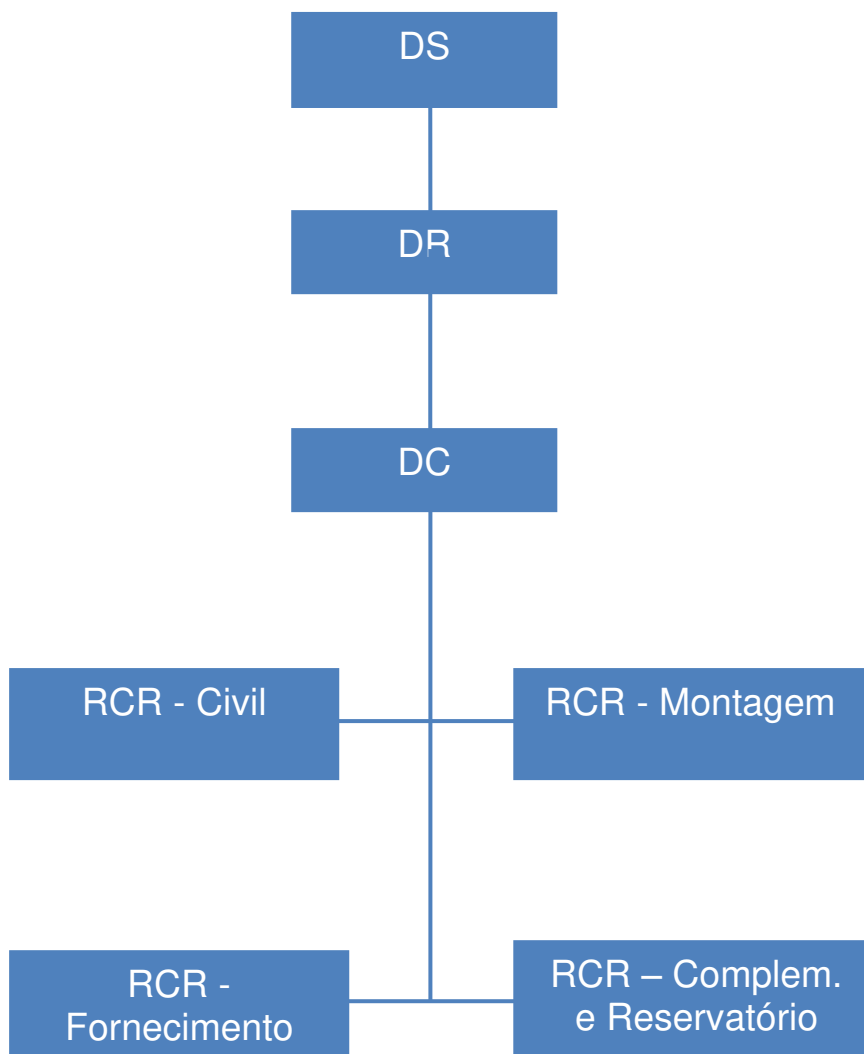 DS
DR
DC
RCR - Civil
RCR - Montagem
RCR -
Fornecimento
RCR – Complem.
e Reservatório